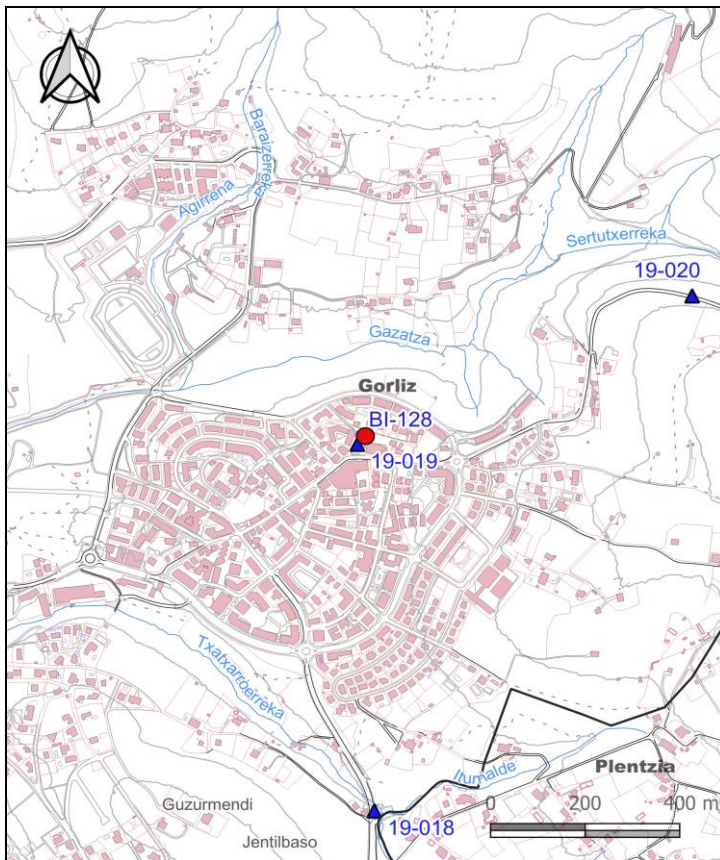 Baraizerreka
Agirrena
Sertutxerreka
19-020
Gazatza
Gorliz
BI-128
19-019
Txatxarroerreka
Iturnalde
Plentzia
Guzurmendi
0 200 400 m
19-018
Jentilbaso